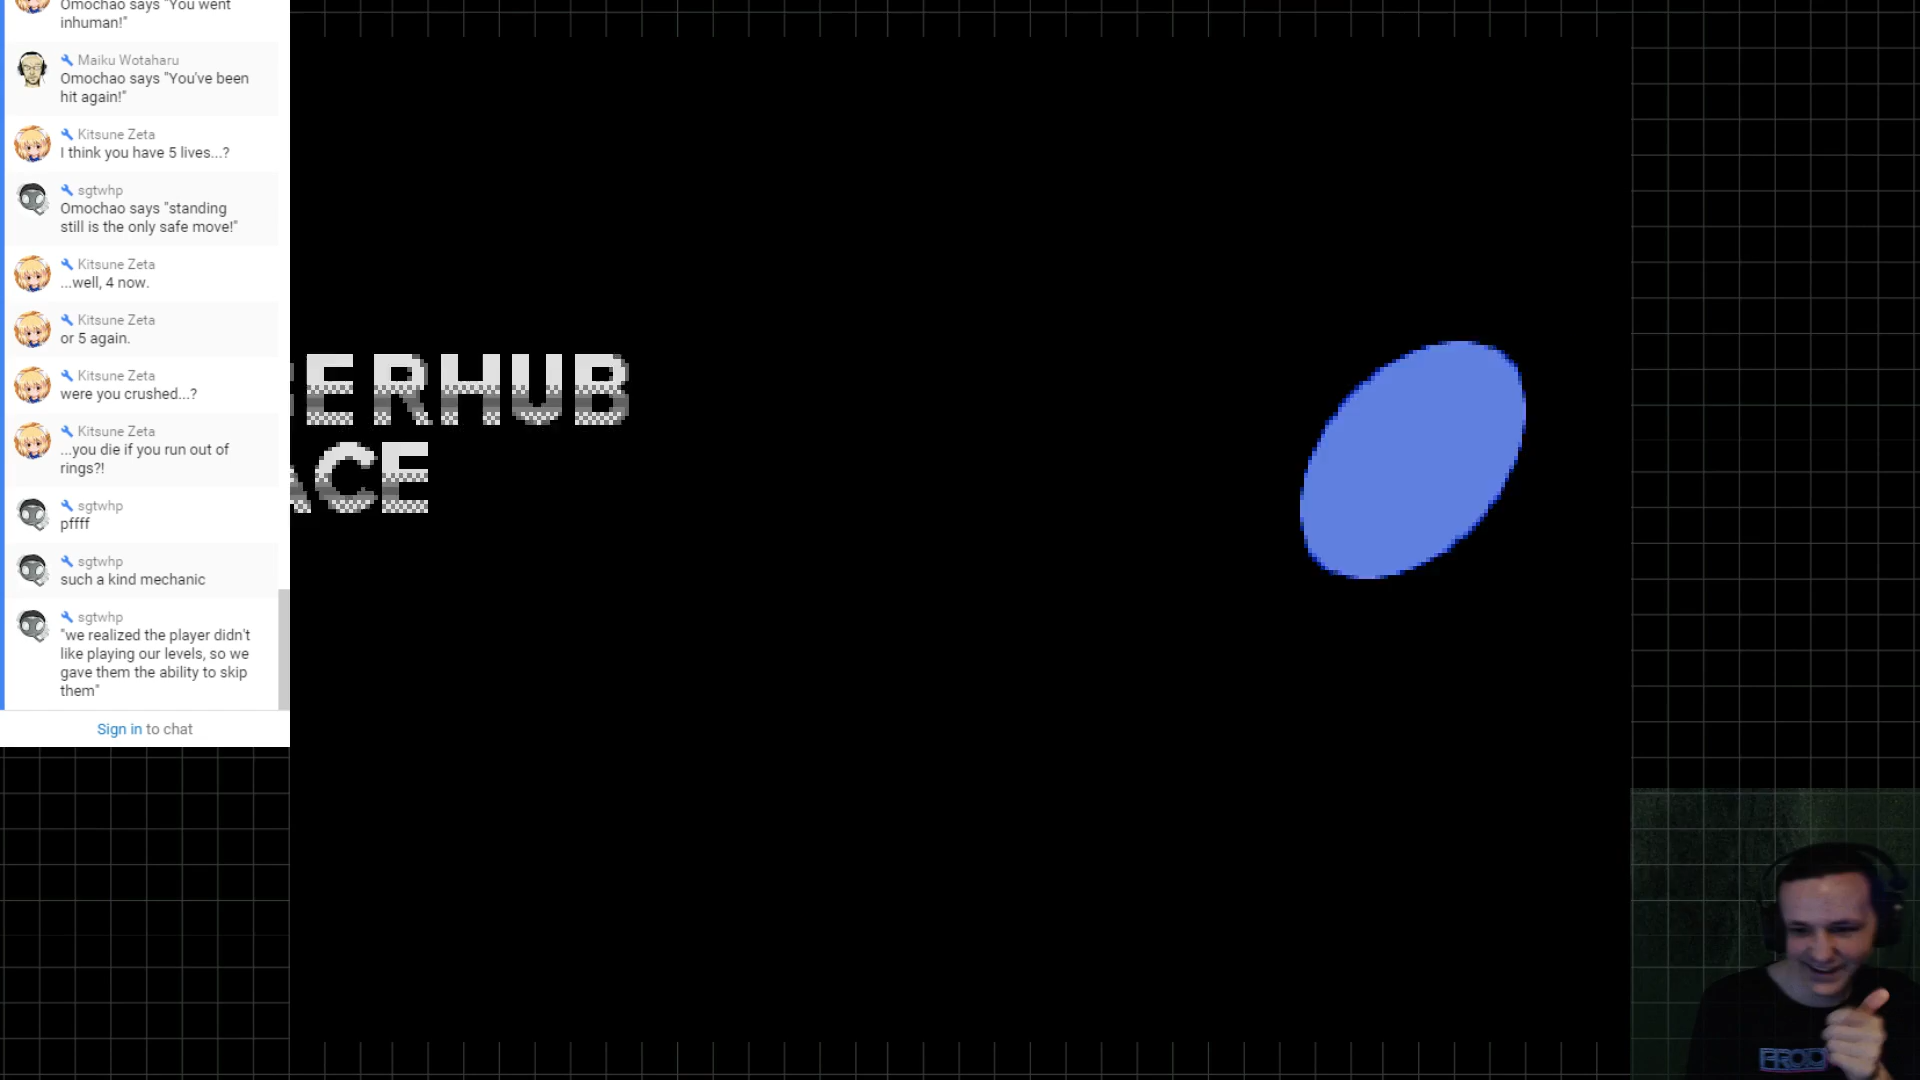 Omochao says "You went
inhuman!"
Maiku Wotaharu
Omochao says "You've been
hit again!"
Kitsune Zeta
I think you have 5 lives...?
sgtwhp
Omochao says "standing
still is the only safe move!"
Kitsune Zeta
...well, 4 now.
Kitsune Zeta
or 5 again.
Kitsune Zeta
were you crushed...?
Kitsune Zeta
...you die if you run out of
rings?!
sgtwhp
pffff
sgtwhp
such a kind mechanic
sgtwhp
"we realized the player didn't
like playing our levels, so we
gave them the ability to skip
them"
Sign in to chat
ERHUB
ACE